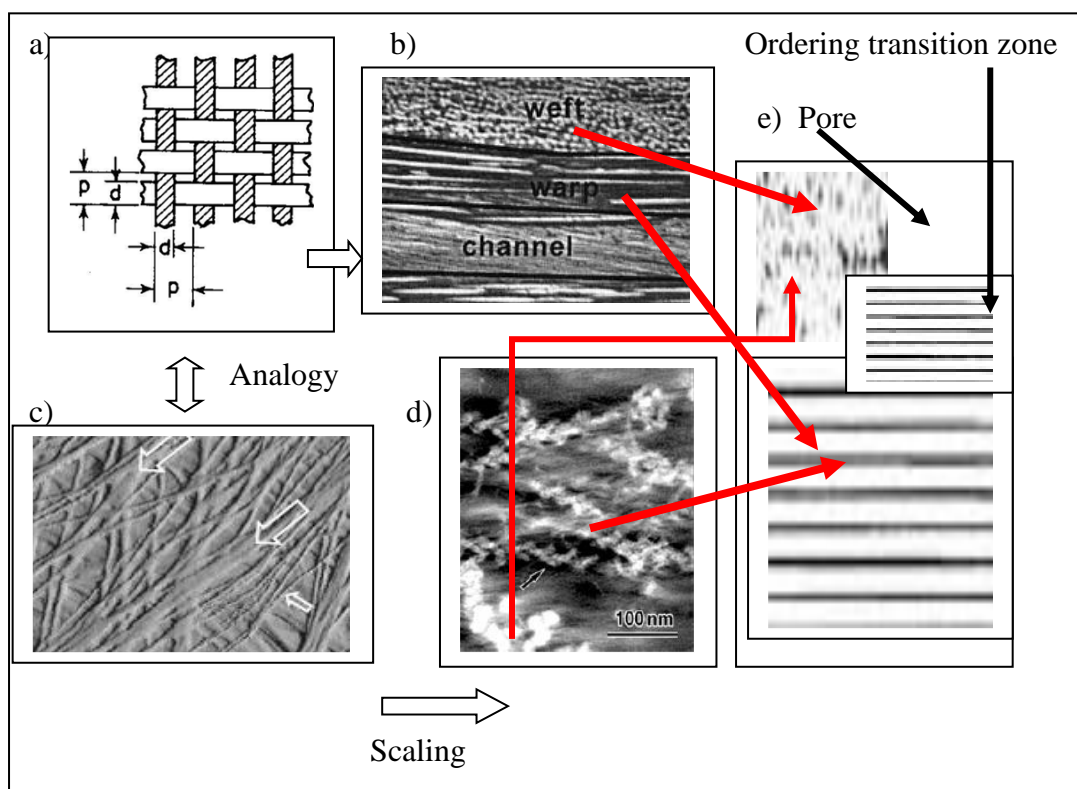 a)
b)
Ordering transition zone
e) Pore
weft
warp
channel
p
d
d
p
Analogy
c)
d)
100 nm
Scaling